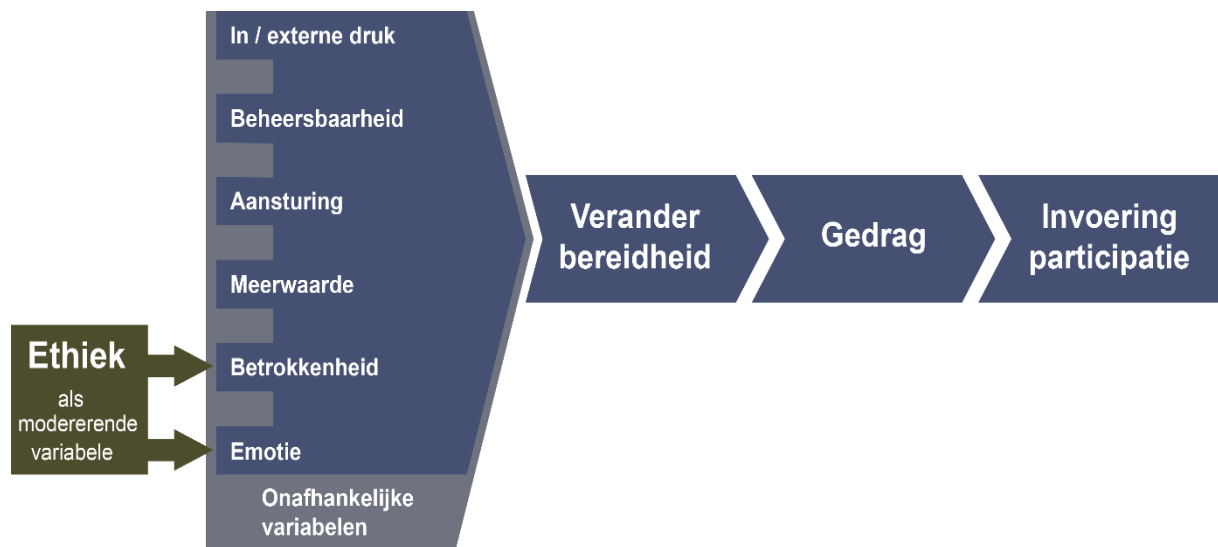 In / externe druk
Beheersbaarheid
Aansturing
Meerwaarde
Betrokkenheid
Emotie
Onafhankelijke
variabelen
Ethiek
als
modererende
variabele
Verander
bereidheid
Gedrag
Invoering
participatie